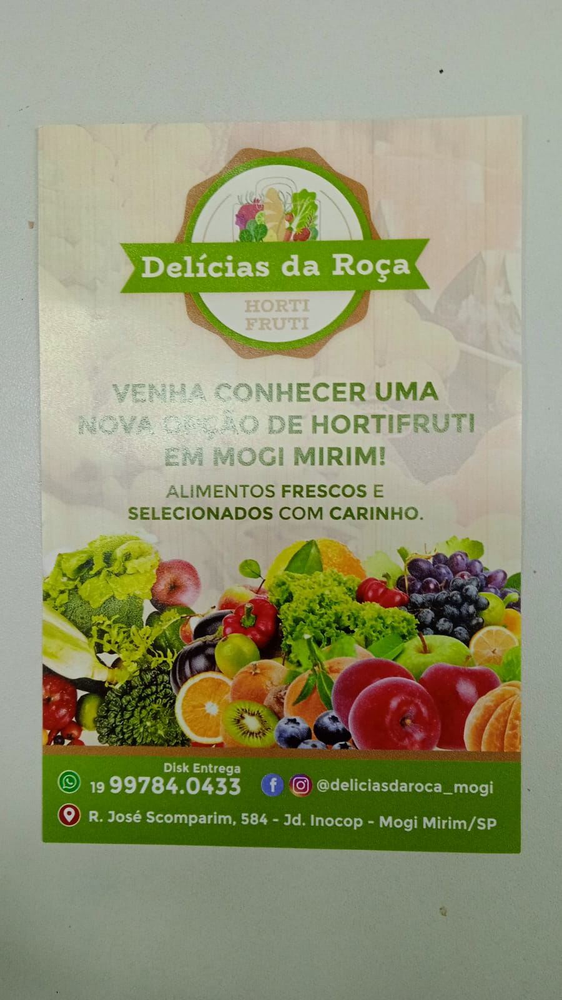 Delícias da Roça
HORTI
FRUTI
VENHA CONHECER UMA
NOVA OPÇÃO DE HORTIFRUTI
EM MOGI MIRIM!
ALIMENTOS FRESCOS E
SELECIONADOS COM CARINHO.
Disk Entrega
19 99784.0433
@deliciasdaroca_mogi
R. José Scomparim, 584 - Jd. Inocop - Mogi Mirim/SP